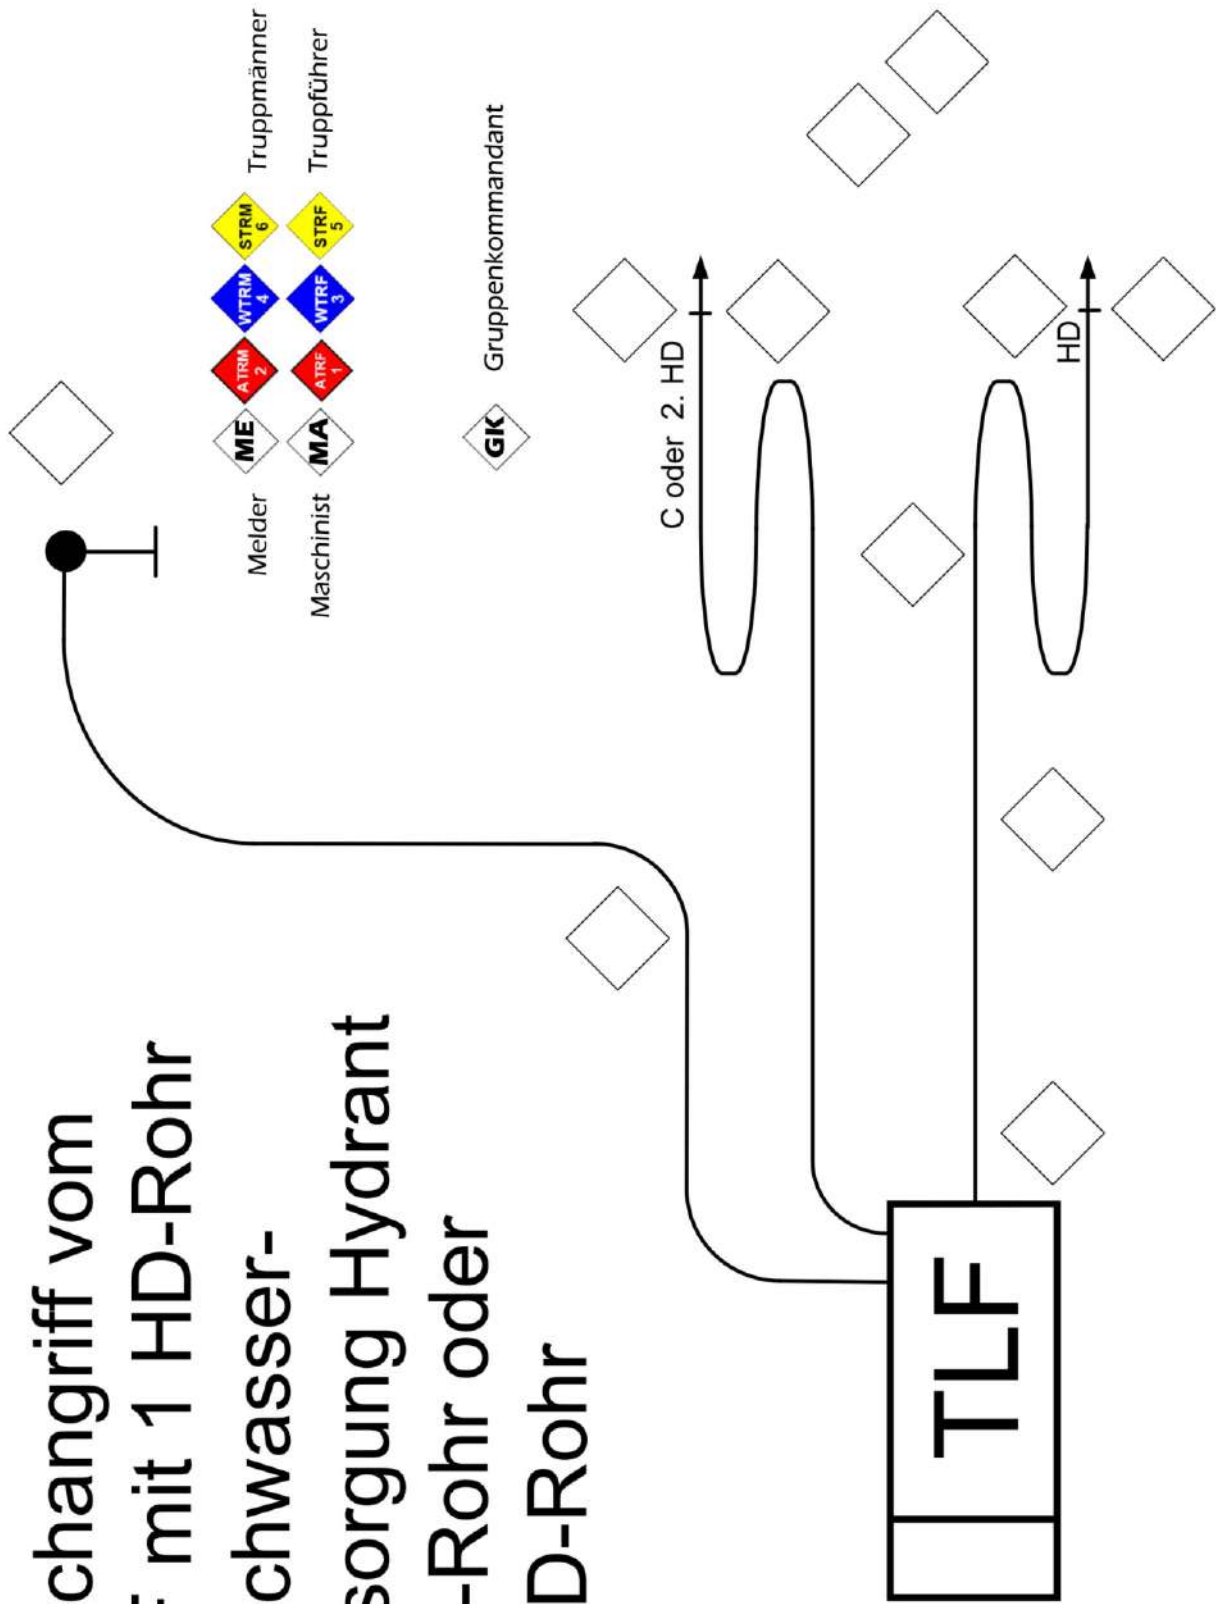 changriff vom
mit 1 HD-Rohr
chwasser-
sorgung Hydrant
-Rohr oder
D-Rohr
Melder
ME
ATRM 2
WTRM 4
STRM 6
Truppmänner
Maschinist
MA
ATRF 1
WTRF 3
STRF 5
Truppführer
GK
Gruppenkommandant
C oder 2. HD
HD
TLF